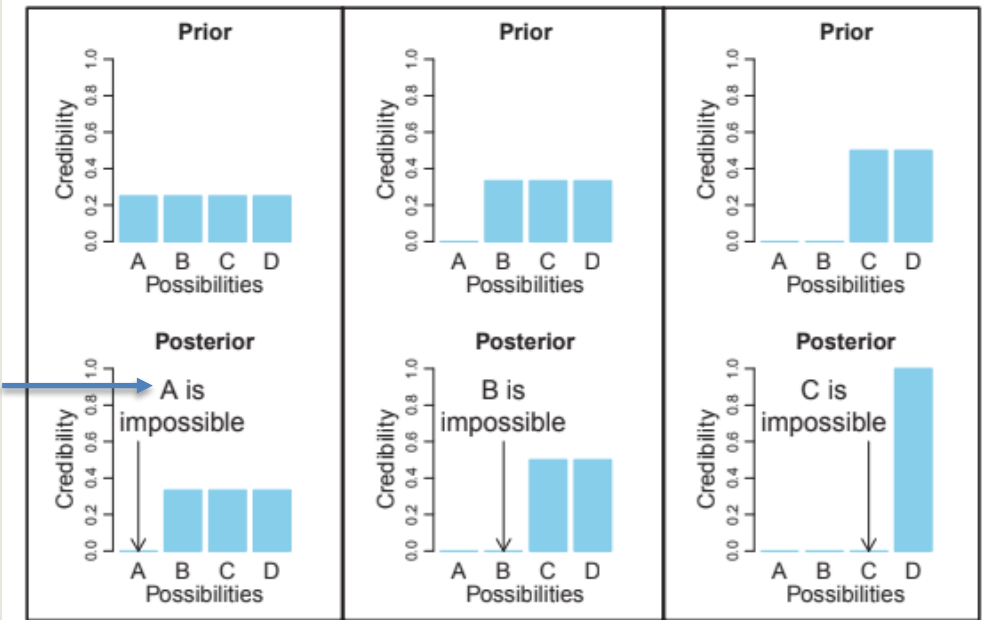 Prior
Credibility
0.0 0.2 0.4 0.6 0.8 1.0
A B C D
Possibilities
Posterior
A is
impossible
Credibility
0.0 0.2 0.4 0.6 0.8 1.0
A B C D
Possibilities
Prior
Credibility
0.0 0.2 0.4 0.6 0.8 1.0
A B C D
Possibilities
Posterior
B is
impossible
Credibility
0.0 0.2 0.4 0.6 0.8 1.0
A B C D
Possibilities
Prior
Credibility
0.0 0.2 0.4 0.6 0.8 1.0
A B C D
Possibilities
Posterior
C is
impossible
Credibility
0.0 0.2 0.4 0.6 0.8 1.0
A B C D
Possibilities